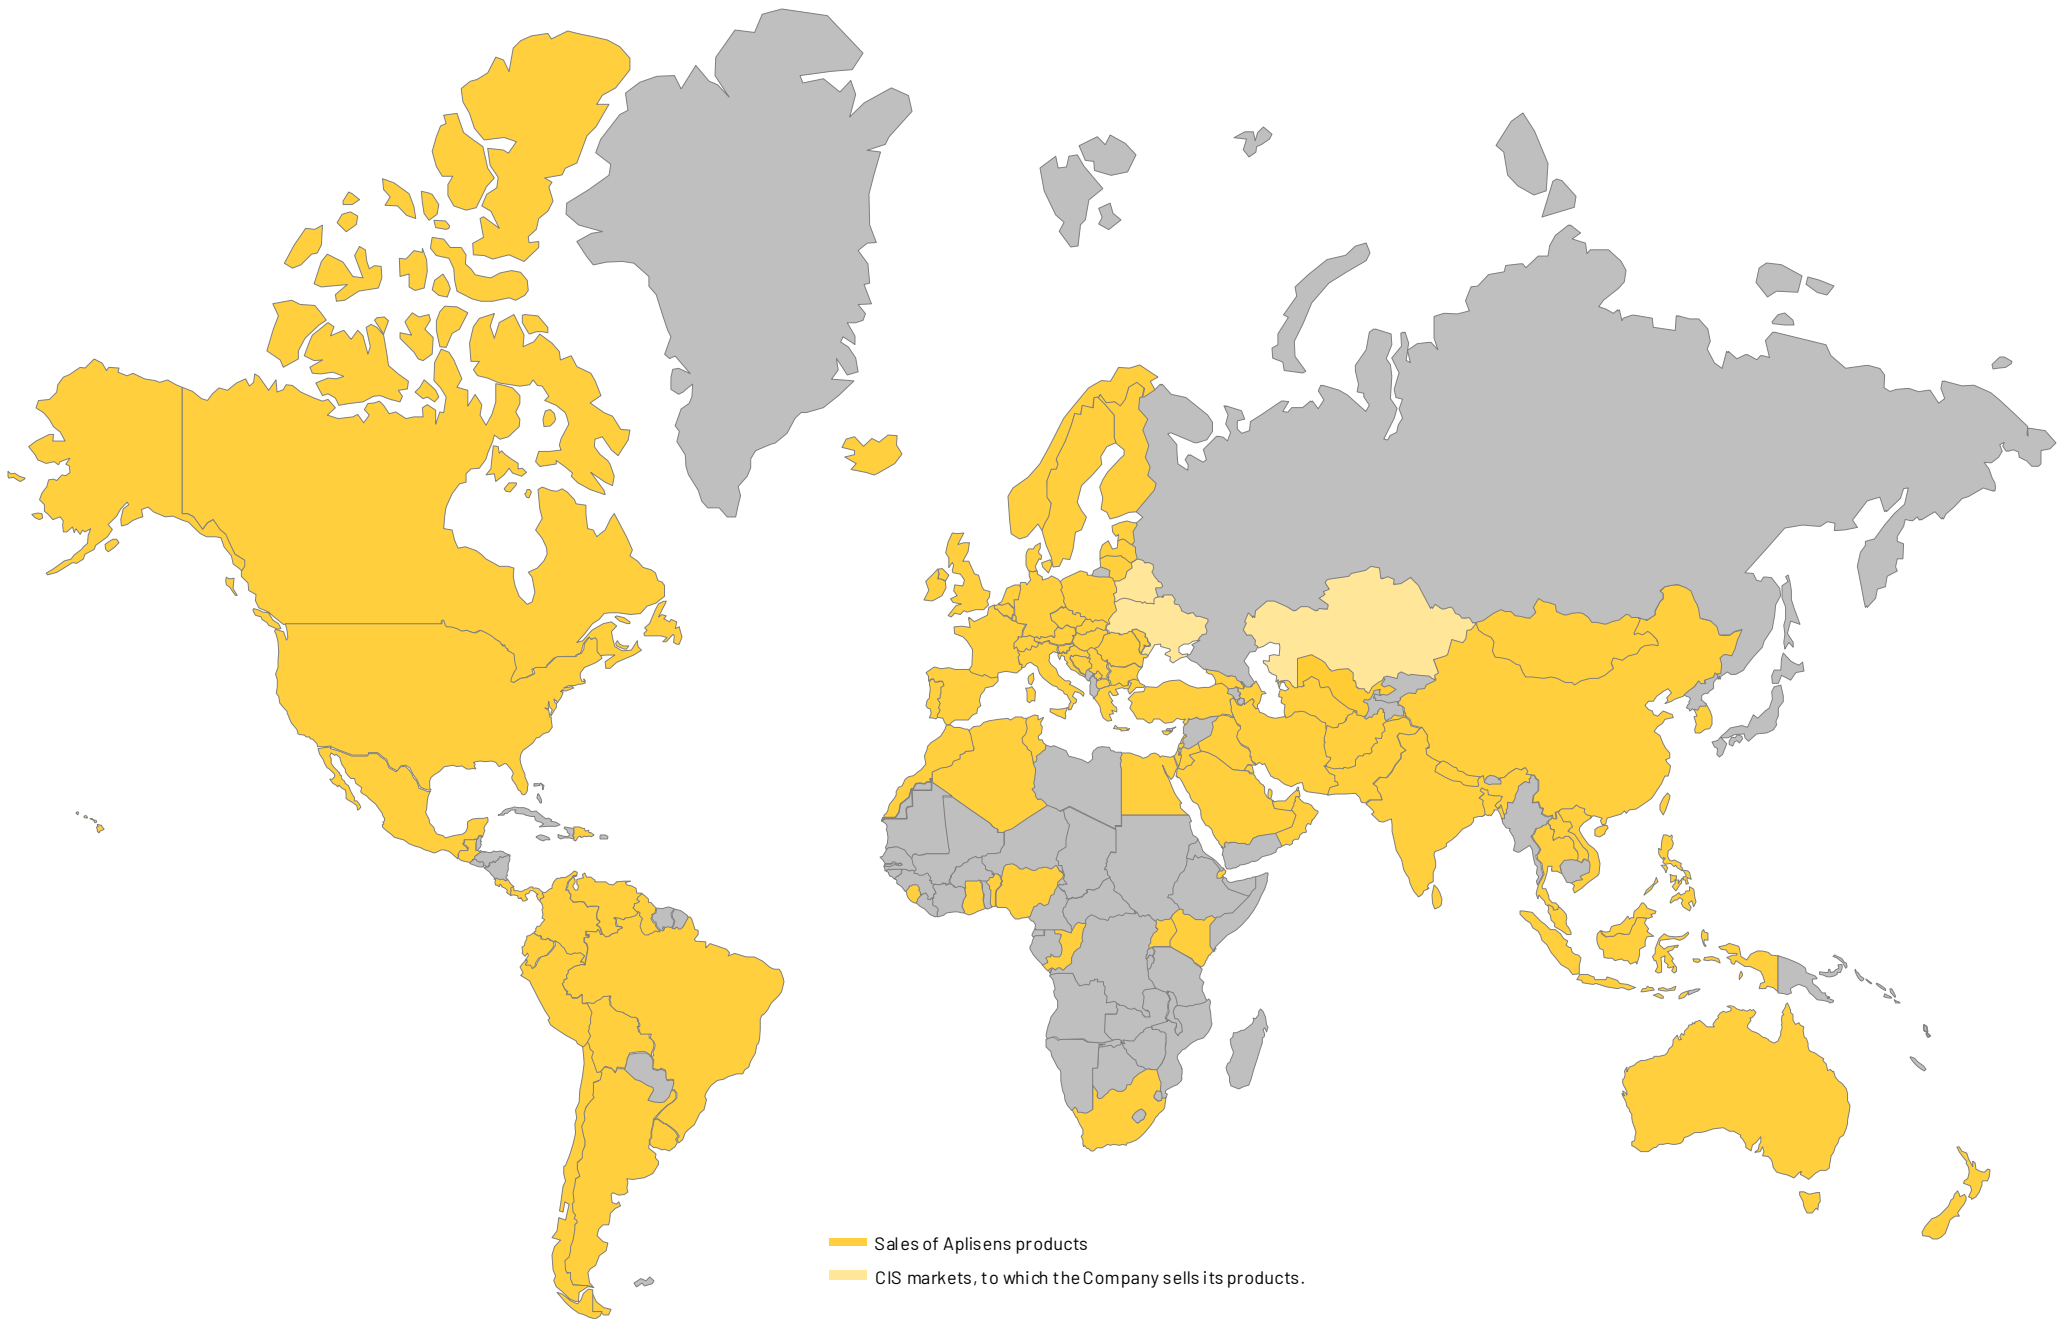 Sales of Aplisens products
CIS markets, to which the Company sells its products.